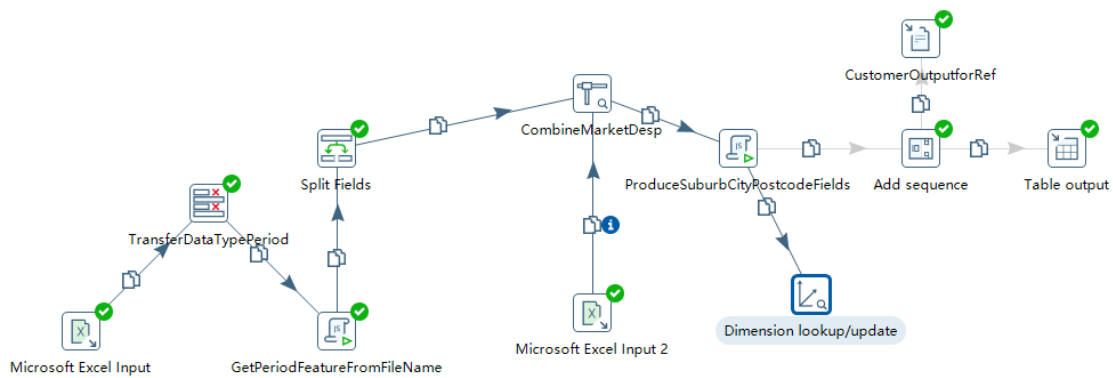 CustomerOutputforRef
CombineMarketDesp
Split Fields
ProduceSuburbCityPostcodeFields
Add sequence
Table output
TransferDataTypePeriod
Dimension lookup/update
Microsoft Excel Input 2
Microsoft Excel Input
GetPeriodFeatureFromFileName